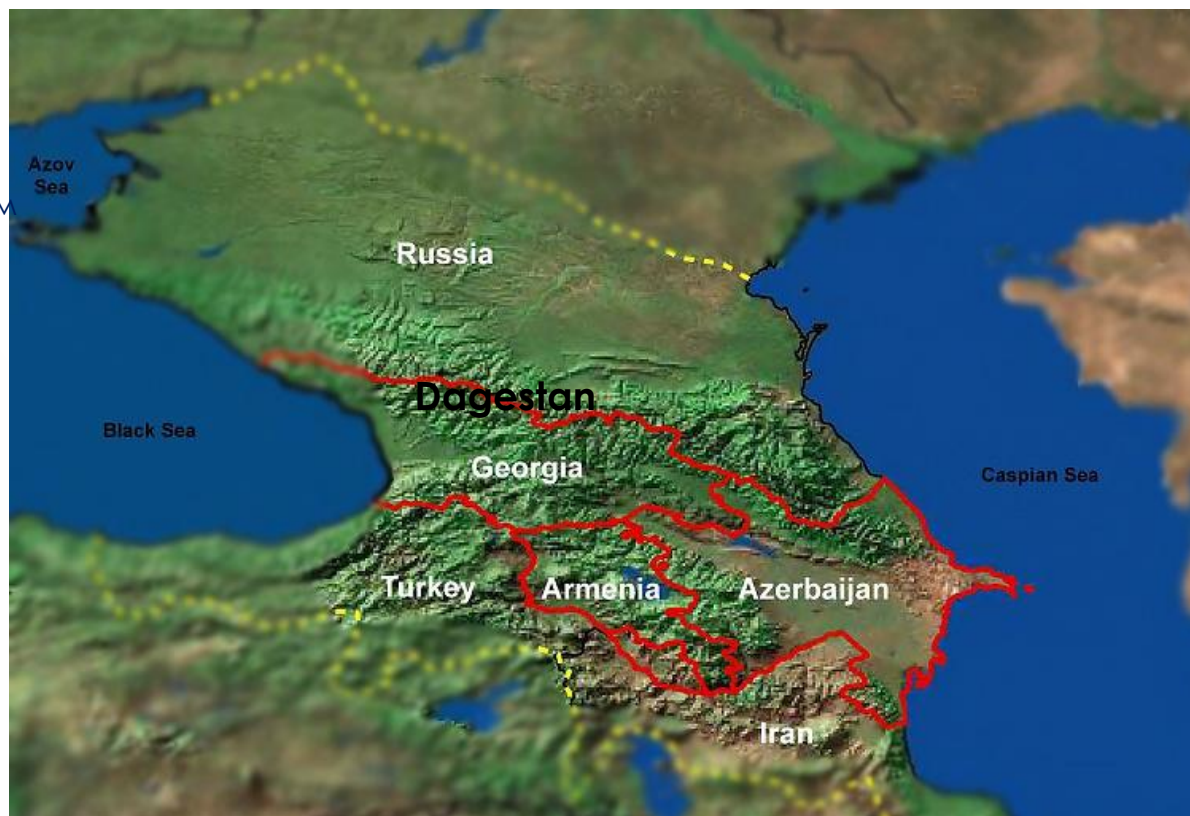 Azov
Sea
M
Russia
Dagestan
Black Sea
Georgia
Caspian Sea
Turkey
Armenia
Azerbaijan
Iran